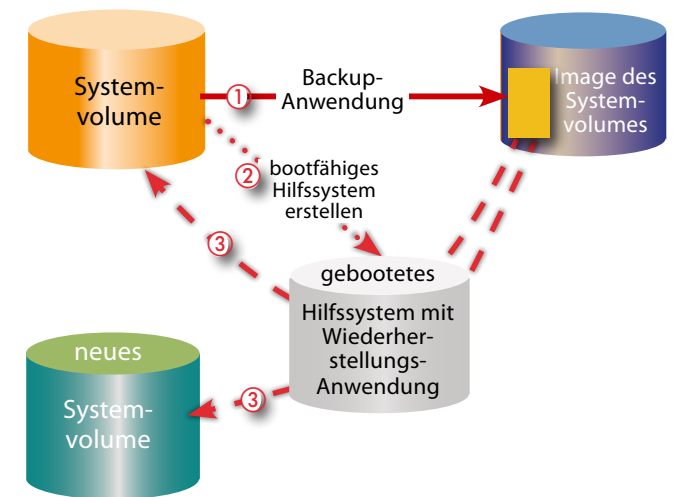 System-
volume
①
Backup-
Anwendung
Image des
System-
volumes
②
bootfähiges
Hilfssystem
erstellen
③
gebootetes
Hilfssystem mit
Wiederher-
stellungs-
Anwendung
neues
System-
volume
③